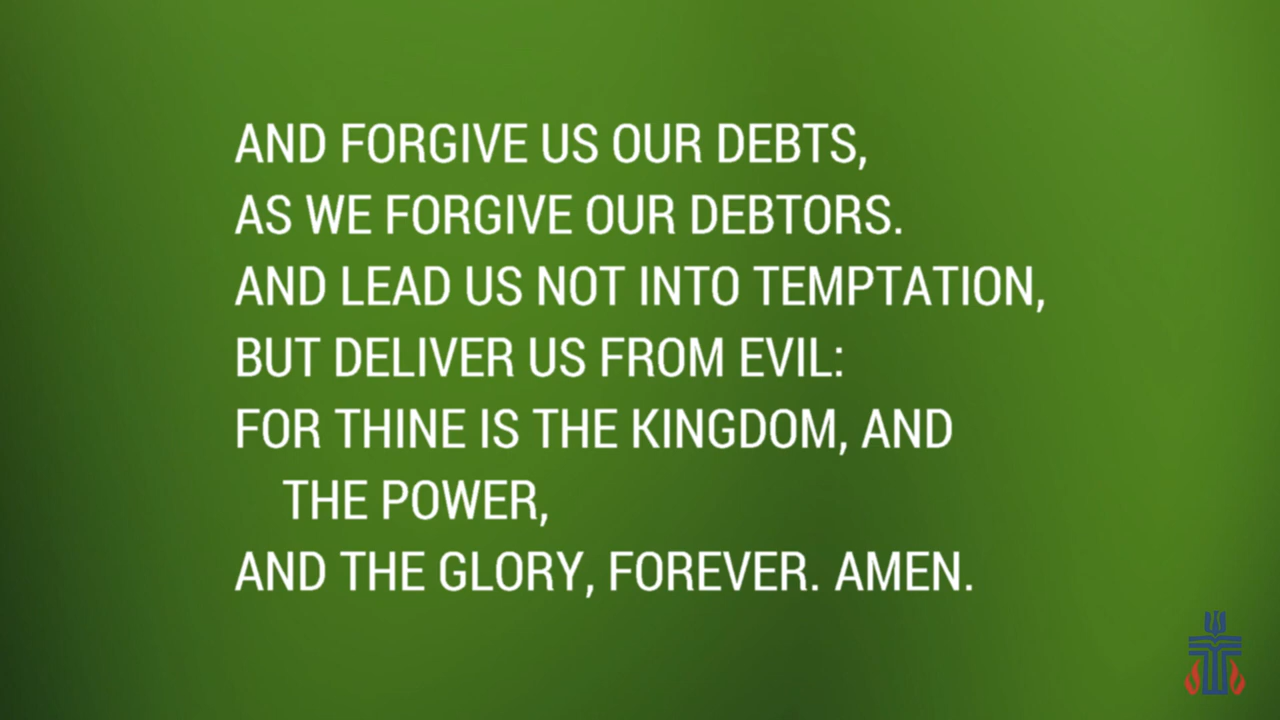 AND FORGIVE US OUR DEBTS,
AS WE FORGIVE OUR DEBTORS.
AND LEAD US NOT INTO TEMPTATION,
BUT DELIVER US FROM EVIL:
FOR THINE IS THE KINGDOM, AND
THE POWER,
AND THE GLORY, FOREVER. AMEN.